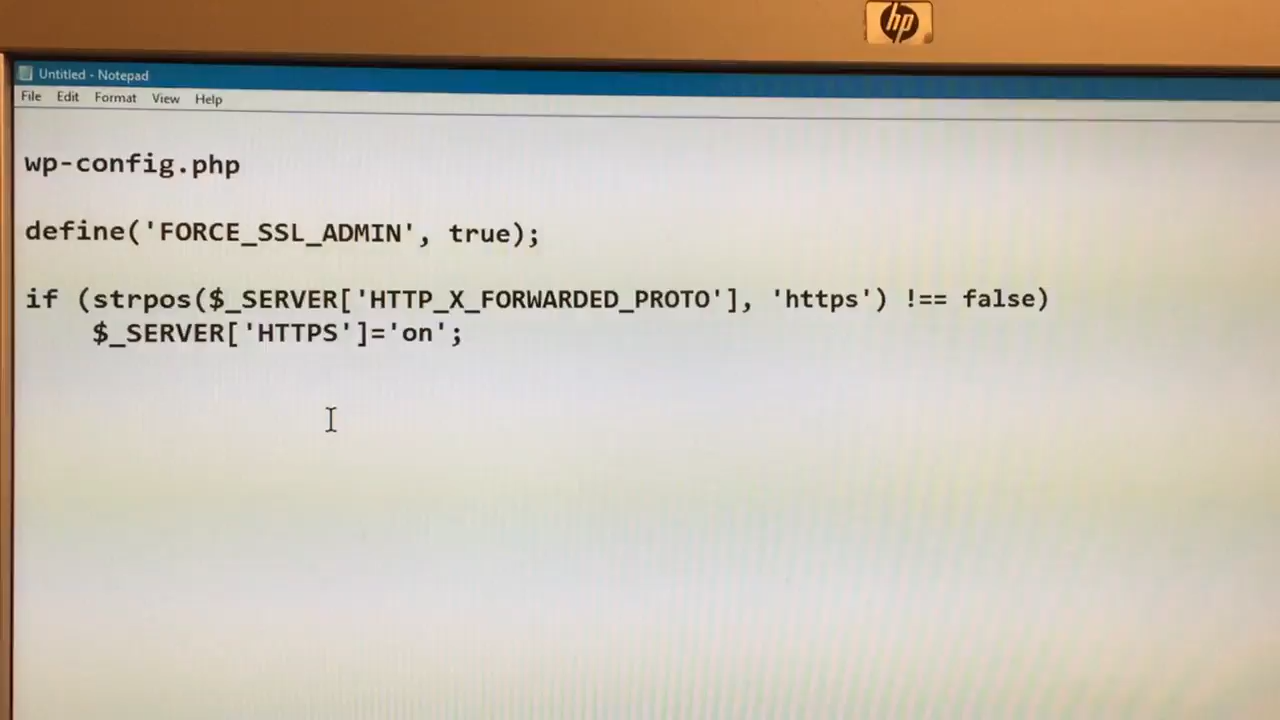 hp
Untitled - Notepad
File Edit Format View Help
wp-config.php
define('FORCE_SSL_ADMIN', true);
if (strpos($_SERVER['HTTP_X_FORWARDED_PROTO'], 'https') !== false)
    $_SERVER['HTTPS']='on';